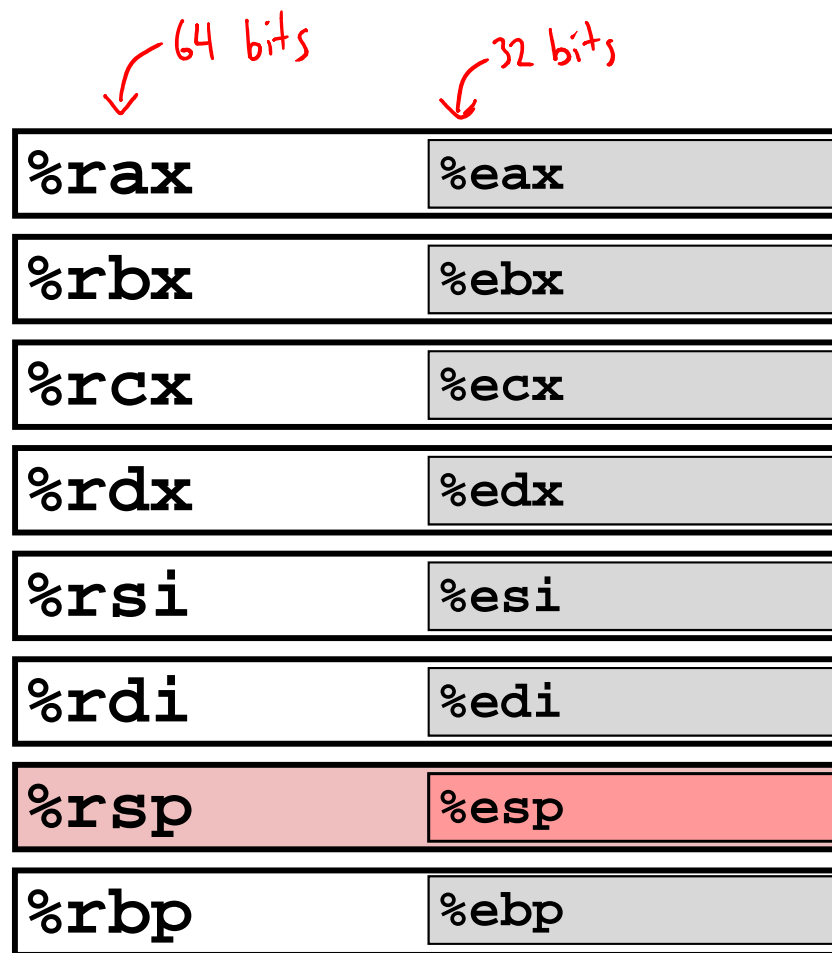 64 bits 32 bits
%rax %eax
%rbx %ebx
%rcx %ecx
%rdx %edx
%rsi %esi
%rdi %edi
%rsp %esp
%rbp %ebp